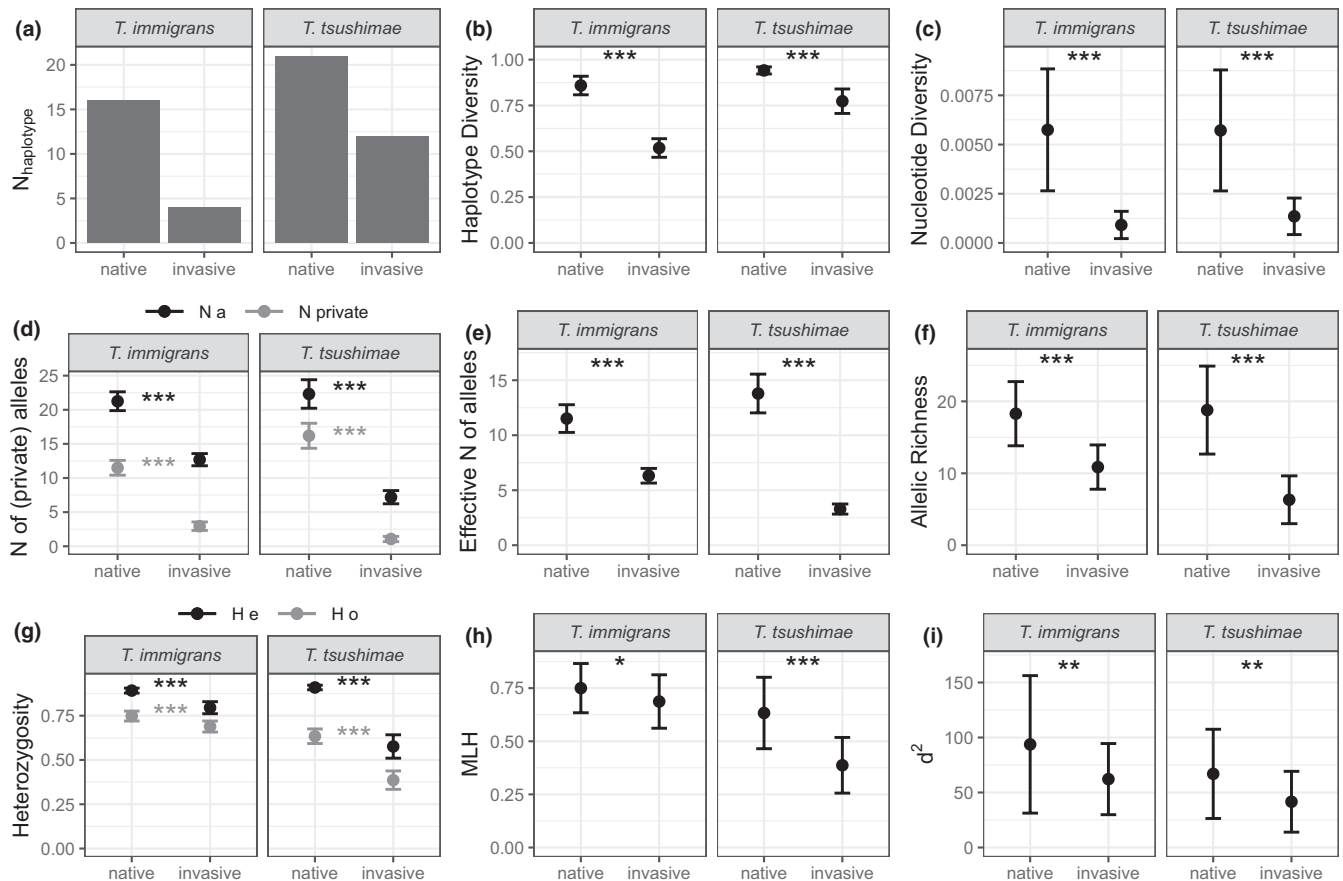 (a)
T. immigrans
T. tsushimae
N haplotype
20
15
10
5
0
native
invasive
native
invasive
(b)
T. immigrans
T. tsushimae
Haplotype Diversity
1.00
0.75
0.50
0.25
0.00
***
***
native
invasive
native
invasive
(c)
T. immigrans
T. tsushimae
Nucleotide Diversity
0.0075
0.0050
0.0025
0.0000
***
***
native
invasive
native
invasive
(d)
N a
N private
T. immigrans
T. tsushimae
N of (private) alleles
25
20
15
10
5
0
***
***
***
***
native
invasive
native
invasive
(e)
T. immigrans
T. tsushimae
Effective N of alleles
15
10
5
0
***
***
native
invasive
native
invasive
(f)
T. immigrans
T. tsushimae
Allelic Richness
20
10
0
***
***
native
invasive
native
invasive
(g)
H e
H o
T. immigrans
T. tsushimae
Heterozygosity
0.75
0.50
0.25
0.00
***
***
***
***
native
invasive
native
invasive
(h)
T. immigrans
T. tsushimae
MLH
0.75
0.50
0.25
0.00
*
***
native
invasive
native
invasive
(i)
T. immigrans
T. tsushimae
d²
150
100
50
0
**
**
native
invasive
native
invasive